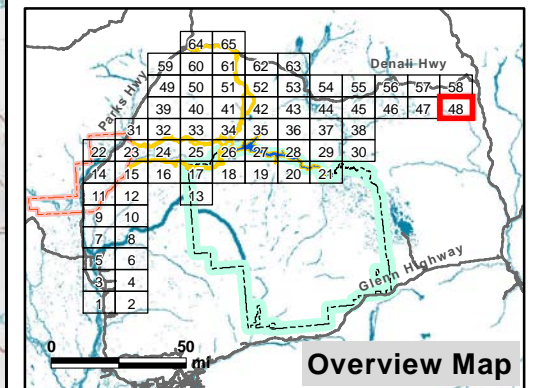 64 65
59 60 61 62 63
Denali Hwy
49 50 51 52 53 54 55 56 57 58
Parks Hwy
39 40 41 42 43 44 45 46 47 48
31 32 33 34 35 36 37 38
22 23 24 25 26 27 28 29 30
14 15 16 17 18 19 20 21
11 12 13
9 10
7 8
5 6
Glenn Highway
3 4
1 2
0 50
mi
Overview Map